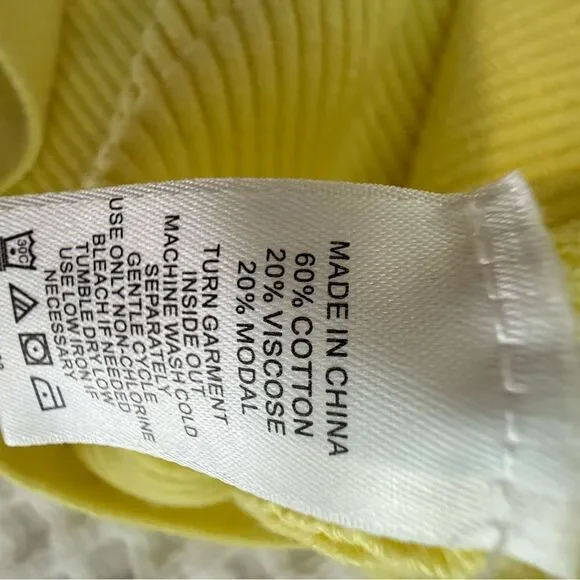 MADE IN CHINA
60% COTTON
20% VISCOSE
20% MODAL
TURN GARMENT
INSIDE OUT
MACHINE WASH COLD
SEPARATELY
GENTLE CYCLE
USE ONLY NON-CHLORINE
BLEACH IF NEEDED
TUMBLE DRY LOW
USE LOW IRON IF
NECESSARY
30C